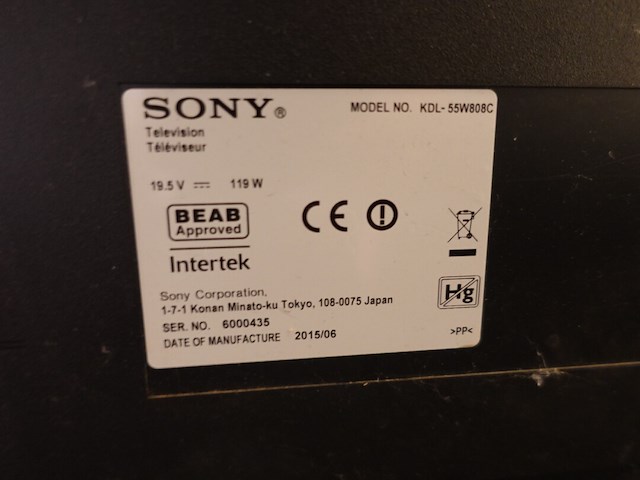 SONY®
MODEL NO. KDL-55W808C
Television
Téléviseur
19.5 V ⎓ 119 W
BEAB
Approved
CE
Intertek
Hg
Sony Corporation,
1-7-1 Konan Minato-ku Tokyo, 108-0075 Japan
SER. NO. 6000435
>PP<
DATE OF MANUFACTURE 2015/06